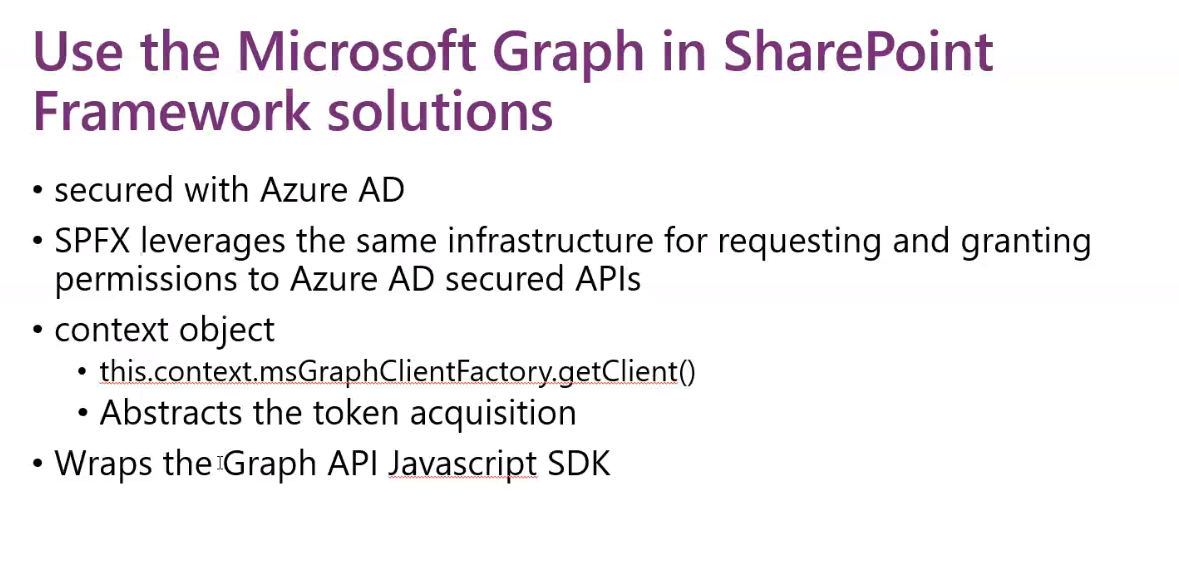 Use the Microsoft Graph in SharePoint
Framework solutions
• secured with Azure AD
• SPFX leverages the same infrastructure for requesting and granting
permissions to Azure AD secured APIs
• context object
• this.context.msGraphClientFactory.getClient()
• Abstracts the token acquisition
• Wraps the Graph API Javascript SDK